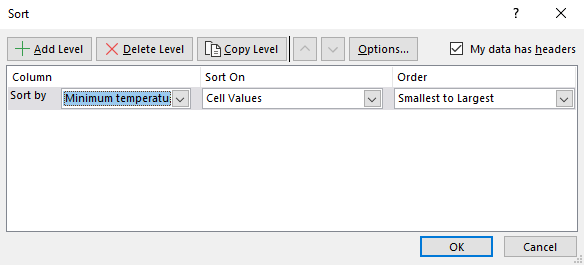 Sort
?
Add Level Delete Level Copy Level Options... My data has headers
Column Sort On Order
Sort by Minimum temperatu Cell Values Smallest to Largest
OK Cancel